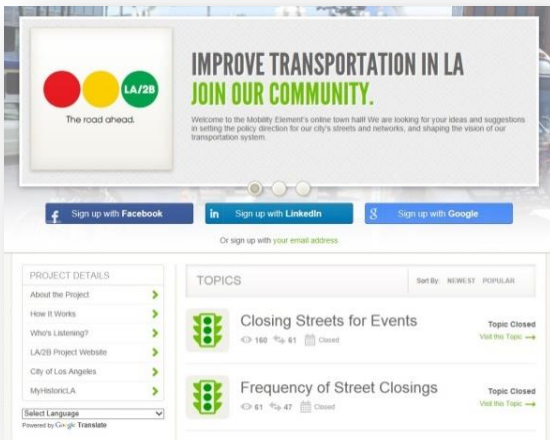 LA/2B
The road ahead.
IMPROVE TRANSPORTATION IN LA
JOIN OUR COMMUNITY.
Welcome to the Mobility Element's online town hall! We are looking for your ideas and suggestions
in setting the policy direction for our city's streets and networks, and shaping the vision of our
transportation system.
f Sign up with Facebook
in Sign up with LinkedIn
g Sign up with Google
Or sign up with your email address
PROJECT DETAILS
About the Project
How It Works
Who's Listening?
LA/2B Project Website
City of Los Angeles
MyHistoricLA
Select Language
Powered by Google Translate
TOPICS
Sort By: NEWEST POPULAR
Closing Streets for Events
160 61 Closed
Topic Closed
Visit this Topic
Frequency of Street Closings
61 47 Closed
Topic Closed
Visit this Topic